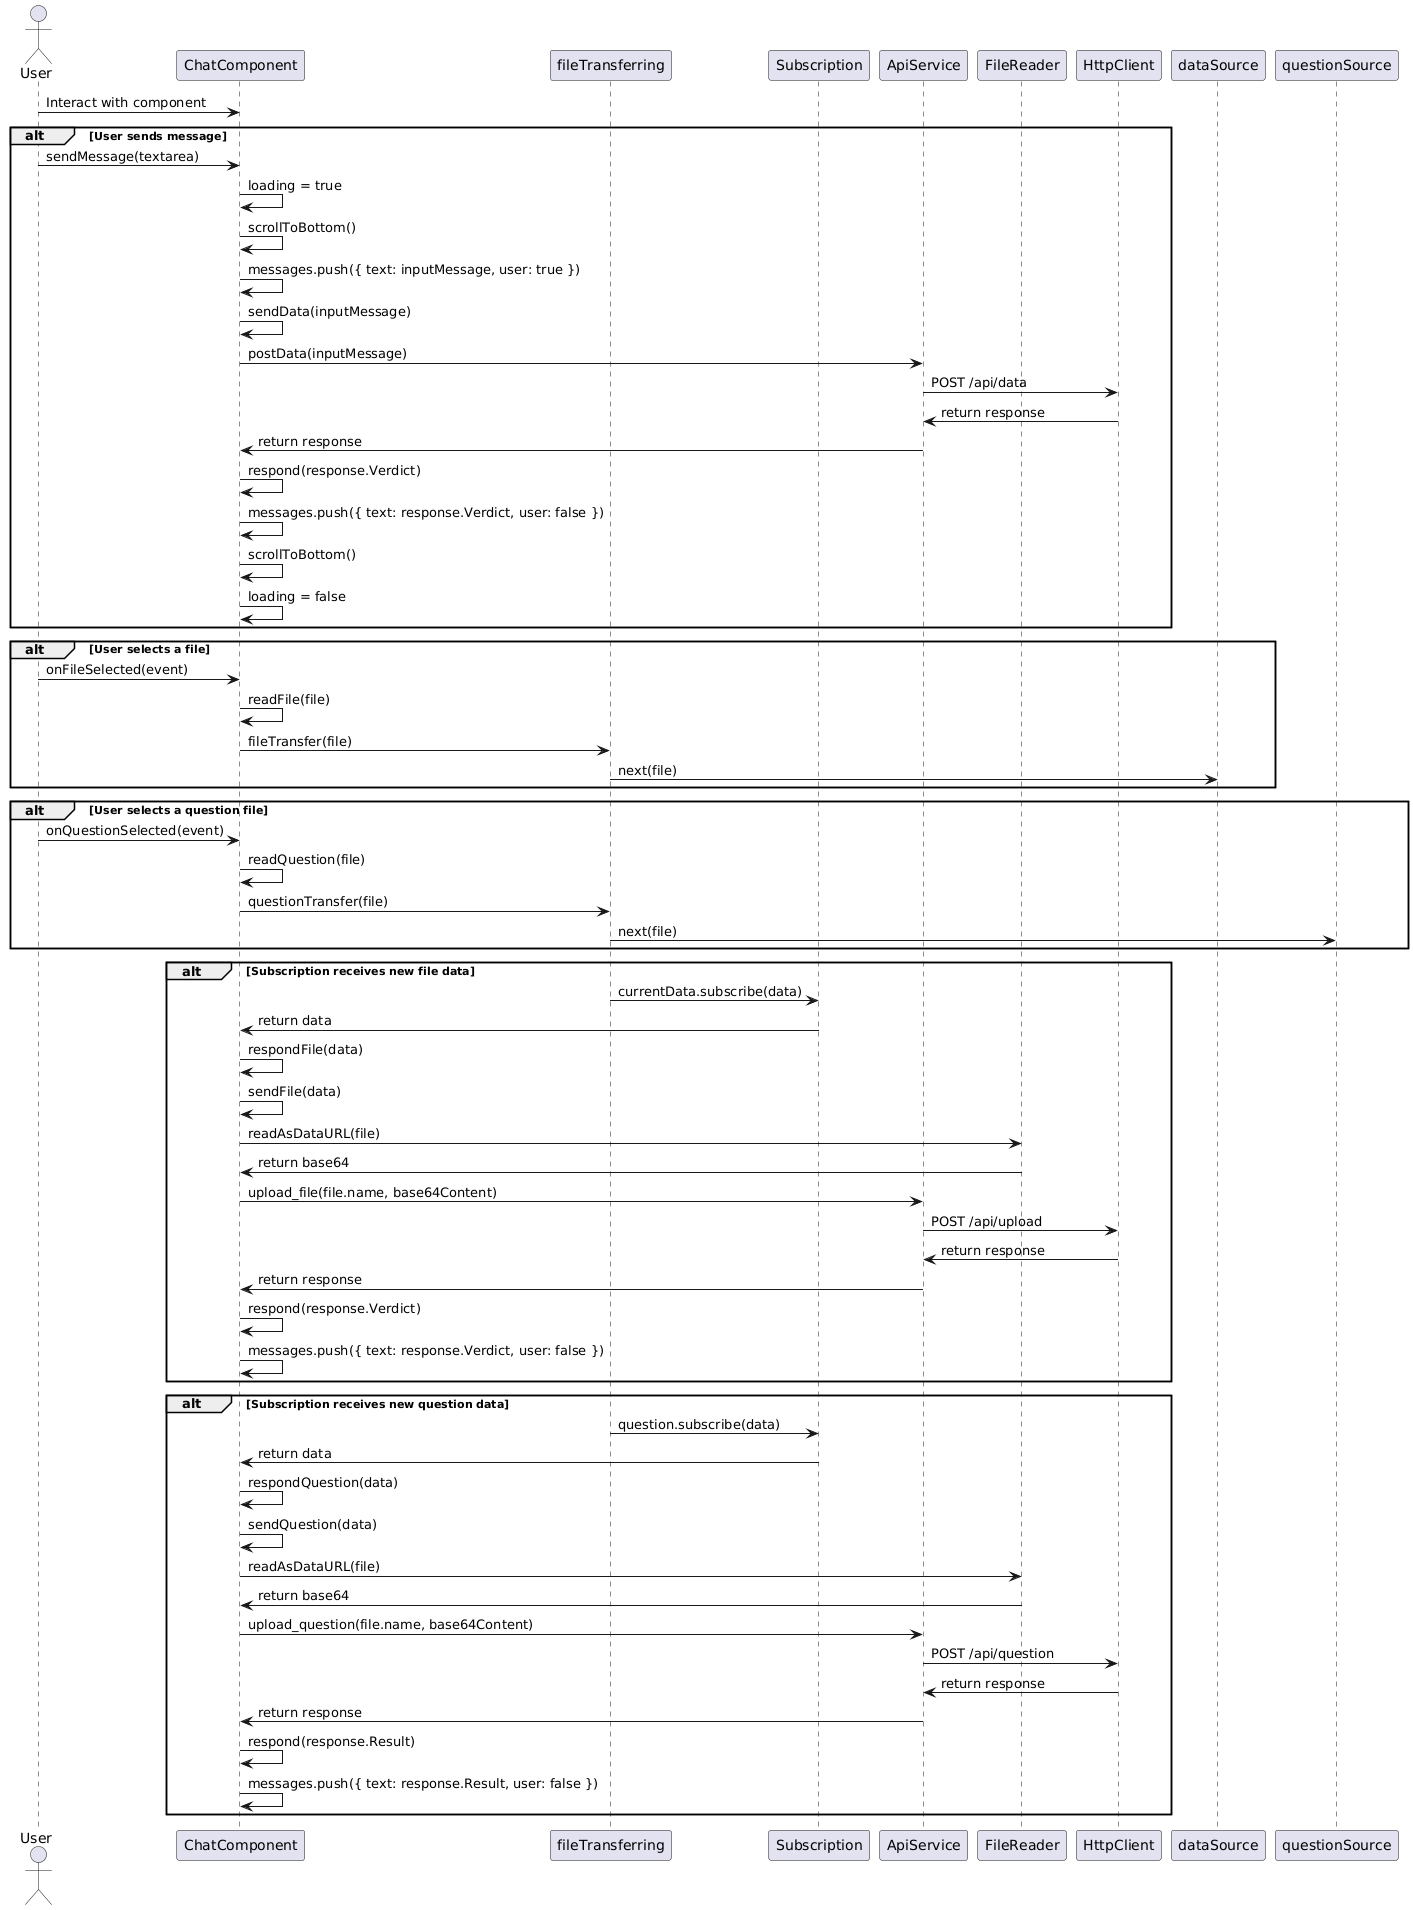 User
ChatComponent
fileTransferring
Subscription
ApiService
FileReader
HttpClient
dataSource
questionSource
Interact with component
alt
[User sends message]
sendMessage(textarea)
loading = true
scrollToBottom()
messages.push({ text: inputMessage, user: true })
sendData(inputMessage)
postData(inputMessage)
POST /api/data
return response
return response
respond(response.Verdict)
messages.push({ text: response.Verdict, user: false })
scrollToBottom()
loading = false
alt
[User selects a file]
onFileSelected(event)
readFile(file)
fileTransfer(file)
next(file)
alt
[User selects a question file]
onQuestionSelected(event)
readQuestion(file)
questionTransfer(file)
next(file)
alt
[Subscription receives new file data]
currentData.subscribe(data)
return data
respondFile(data)
sendFile(data)
readAsDataURL(file)
return base64
upload_file(file.name, base64Content)
POST /api/upload
return response
return response
respond(response.Verdict)
messages.push({ text: response.Verdict, user: false })
alt
[Subscription receives new question data]
question.subscribe(data)
return data
respondQuestion(data)
sendQuestion(data)
readAsDataURL(file)
return base64
upload_question(file.name, base64Content)
POST /api/question
return response
return response
respond(response.Result)
messages.push({ text: response.Result, user: false })
User
ChatComponent
fileTransferring
Subscription
ApiService
FileReader
HttpClient
dataSource
questionSource